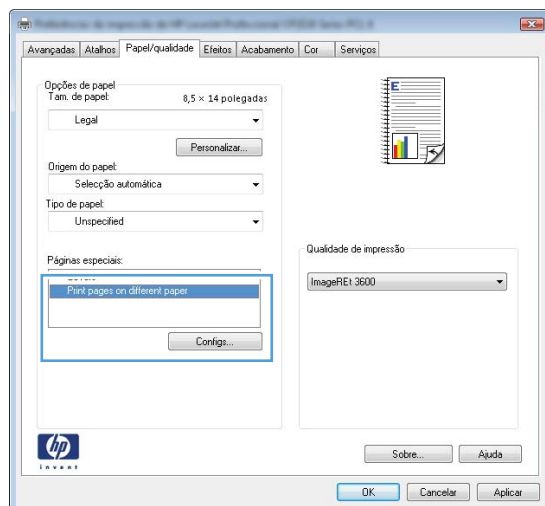 Avançadas Atalhos Papel/qualidade Efeitos Acabamento Cor Serviços
Opções de papel
Tam. de papel: 8,5 × 14 polegadas
Legal
Personalizar...
Origem do papel:
Selecção automática
Tipo de papel:
Unspecified
Páginas especiais:
Print pages on different paper
Configs...
E
Qualidade de impressão
ImageREt 3600
hp
invent
Sobre... Ajuda
OK Cancelar Aplicar